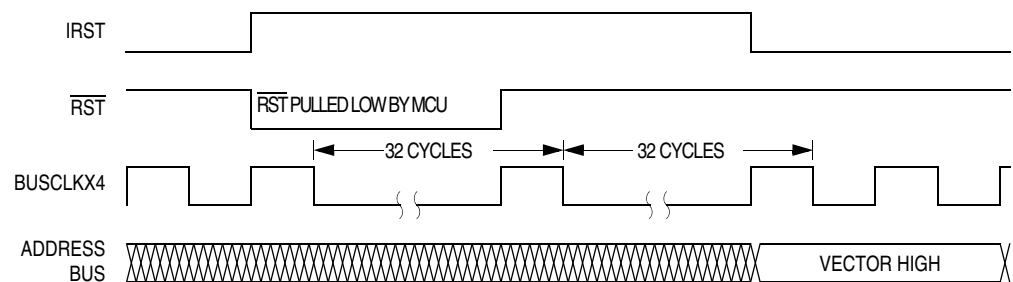 IRST
RST
RST PULLED LOW BY MCU
32 CYCLES
32 CYCLES
BUSCLKX4
ADDRESS
BUS
VECTOR HIGH